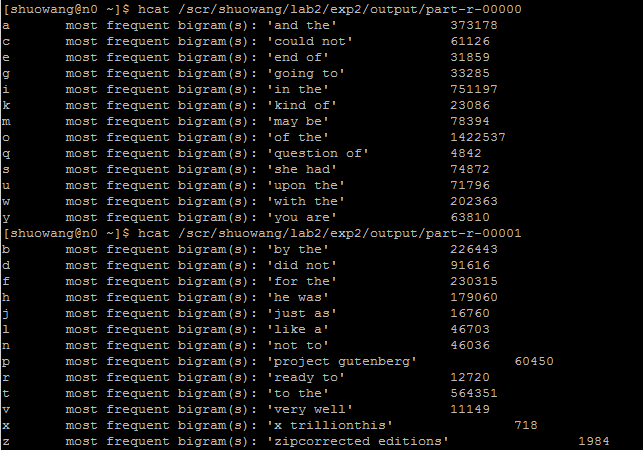 [shuowang@n0 ~]$ hcat /scr/shuowang/lab2/exp2/output/part-r-00000
a most frequent bigram(s): 'and the' 373178
c most frequent bigram(s): 'could not' 61126
e most frequent bigram(s): 'end of' 31859
g most frequent bigram(s): 'going to' 33285
i most frequent bigram(s): 'in the' 751197
k most frequent bigram(s): 'kind of' 23086
m most frequent bigram(s): 'may be' 78394
o most frequent bigram(s): 'of the' 1422537
q most frequent bigram(s): 'question of' 4842
s most frequent bigram(s): 'she had' 74872
u most frequent bigram(s): 'upon the' 71796
w most frequent bigram(s): 'with the' 202363
y most frequent bigram(s): 'you are' 63810
[shuowang@n0 ~]$ hcat /scr/shuowang/lab2/exp2/output/part-r-00001
b most frequent bigram(s): 'by the' 226443
d most frequent bigram(s): 'did not' 91616
f most frequent bigram(s): 'for the' 230315
h most frequent bigram(s): 'he was' 179060
j most frequent bigram(s): 'just as' 16760
l most frequent bigram(s): 'like a' 46703
n most frequent bigram(s): 'not to' 46036
p most frequent bigram(s): 'project gutenberg' 60450
r most frequent bigram(s): 'ready to' 12720
t most frequent bigram(s): 'to the' 564351
v most frequent bigram(s): 'very well' 11149
x most frequent bigram(s): 'x trillionthis' 718
z most frequent bigram(s): 'zipcorrected editions' 1984